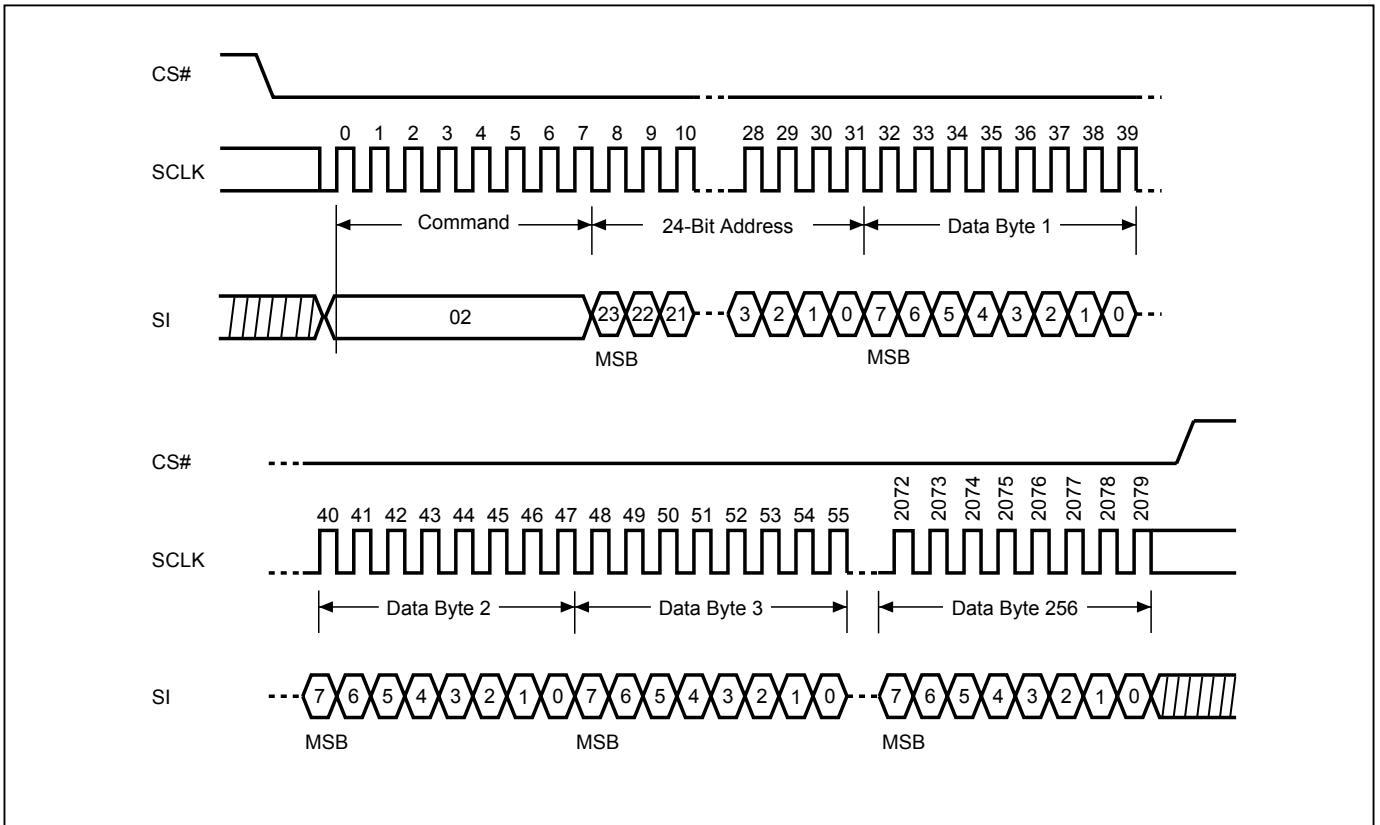 CS#
0 1 2 3 4 5 6 7 8 9 10 28 29 30 31 32 33 34 35 36 37 38 39
SCLK
Command 24-Bit Address Data Byte 1
SI 02 23 22 21 3 2 1 0 7 6 5 4 3 2 1 0
MSB MSB
CS#
40 41 42 43 44 45 46 47 48 49 50 51 52 53 54 55 2072 2073 2074 2075 2076 2077 2078 2079
SCLK
Data Byte 2 Data Byte 3 Data Byte 256
SI 7 6 5 4 3 2 1 0 7 6 5 4 3 2 1 0 7 6 5 4 3 2 1 0
MSB MSB MSB